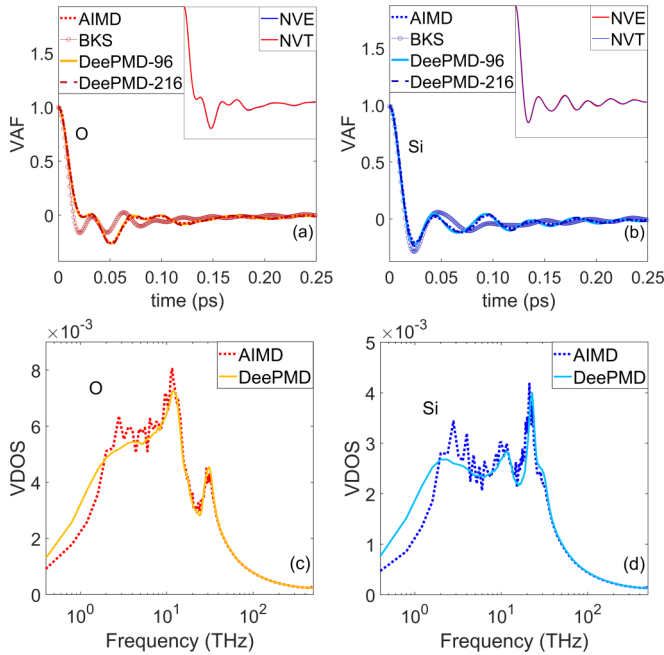 AIMD
BKS
DeePMD-96
DeePMD-216
NVE
NVT
1.5
1.0
0.5
0
VAF
O
(a)
0
0.05
0.10
0.15
0.20
0.25
time (ps)
AIMD
BKS
DeePMD-96
DeePMD-216
NVE
NVT
1.5
1.0
0.5
0
VAF
Si
(b)
0
0.05
0.10
0.15
0.20
0.25
time (ps)
×10⁻³
8
6
4
2
0
VDOS
O
AIMD
DeePMD
(c)
10⁰
10¹
10²
Frequency (THz)
×10⁻³
5
4
3
2
1
0
VDOS
Si
AIMD
DeePMD
(d)
10⁰
10¹
10²
Frequency (THz)